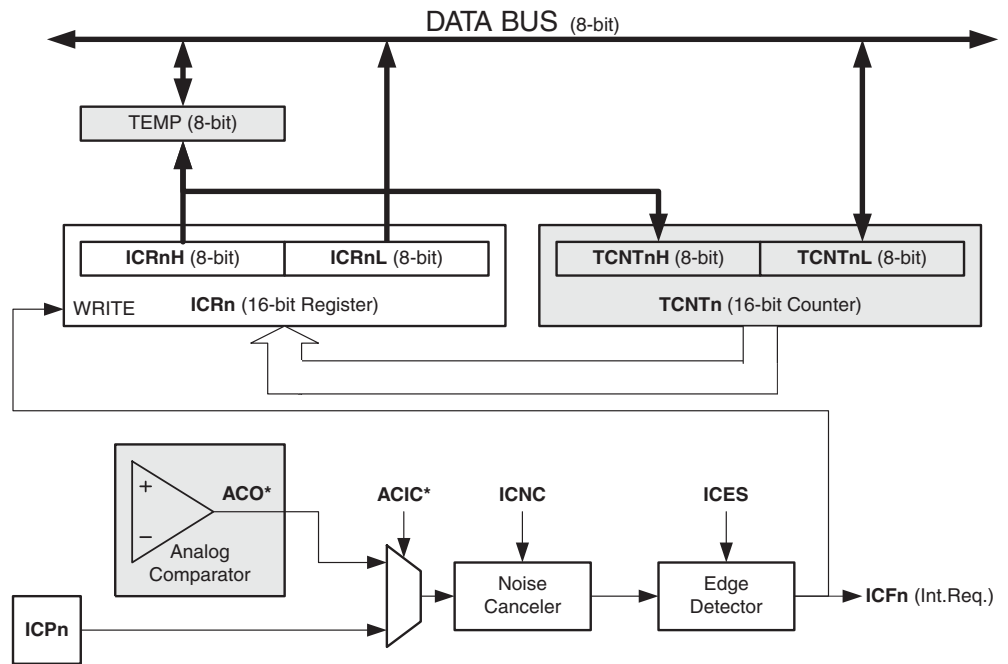 DATA BUS (8-bit)
TEMP (8-bit)
ICRnH (8-bit)
ICRnL (8-bit)
TCNTnH (8-bit)
TCNTnL (8-bit)
WRITE
ICRn (16-bit Register)
TCNTn (16-bit Counter)
+
−
ACO*
Analog
Comparator
ACIC*
ICNC
ICES
Noise
Canceler
Edge
Detector
ICFn (Int.Req.)
ICPn